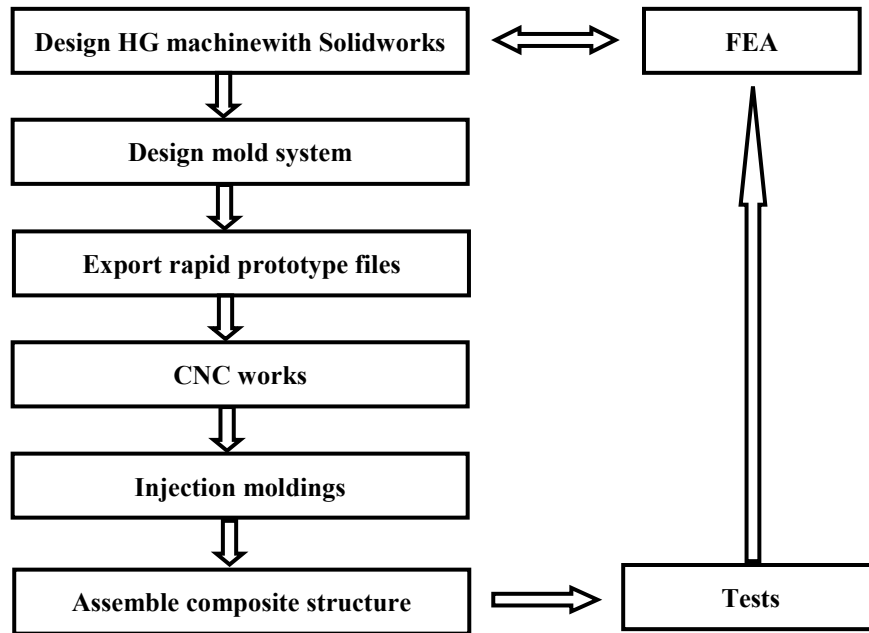 Design HG machinewith Solidworks
FEA
Design mold system
Export rapid prototype files
CNC works
Injection moldings
Assemble composite structure
Tests